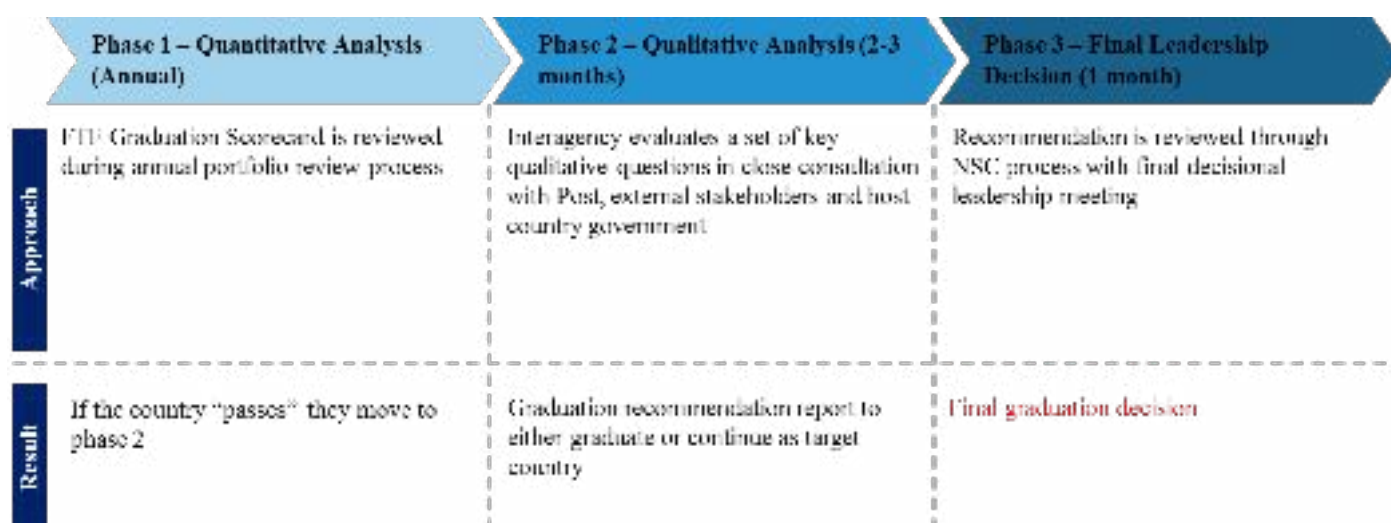 Phase 1 – Quantitative Analysis
(Annual)
Phase 2 – Qualitative Analysis (2-3
months)
Phase 3 – Final Leadership
Decision (1 month)
Approach
FTF Graduation Scorecard is reviewed
during annual portfolio review process
Interagency evaluates a set of key
qualitative questions in close consultation
with Post, external stakeholders and host
country government
Recommendation is reviewed through
NSC process with final decisional
leadership meeting
Result
If the country “passes” they move to
phase 2
Graduation recommendation report to
either graduate or continue as target
country
Final graduation decision